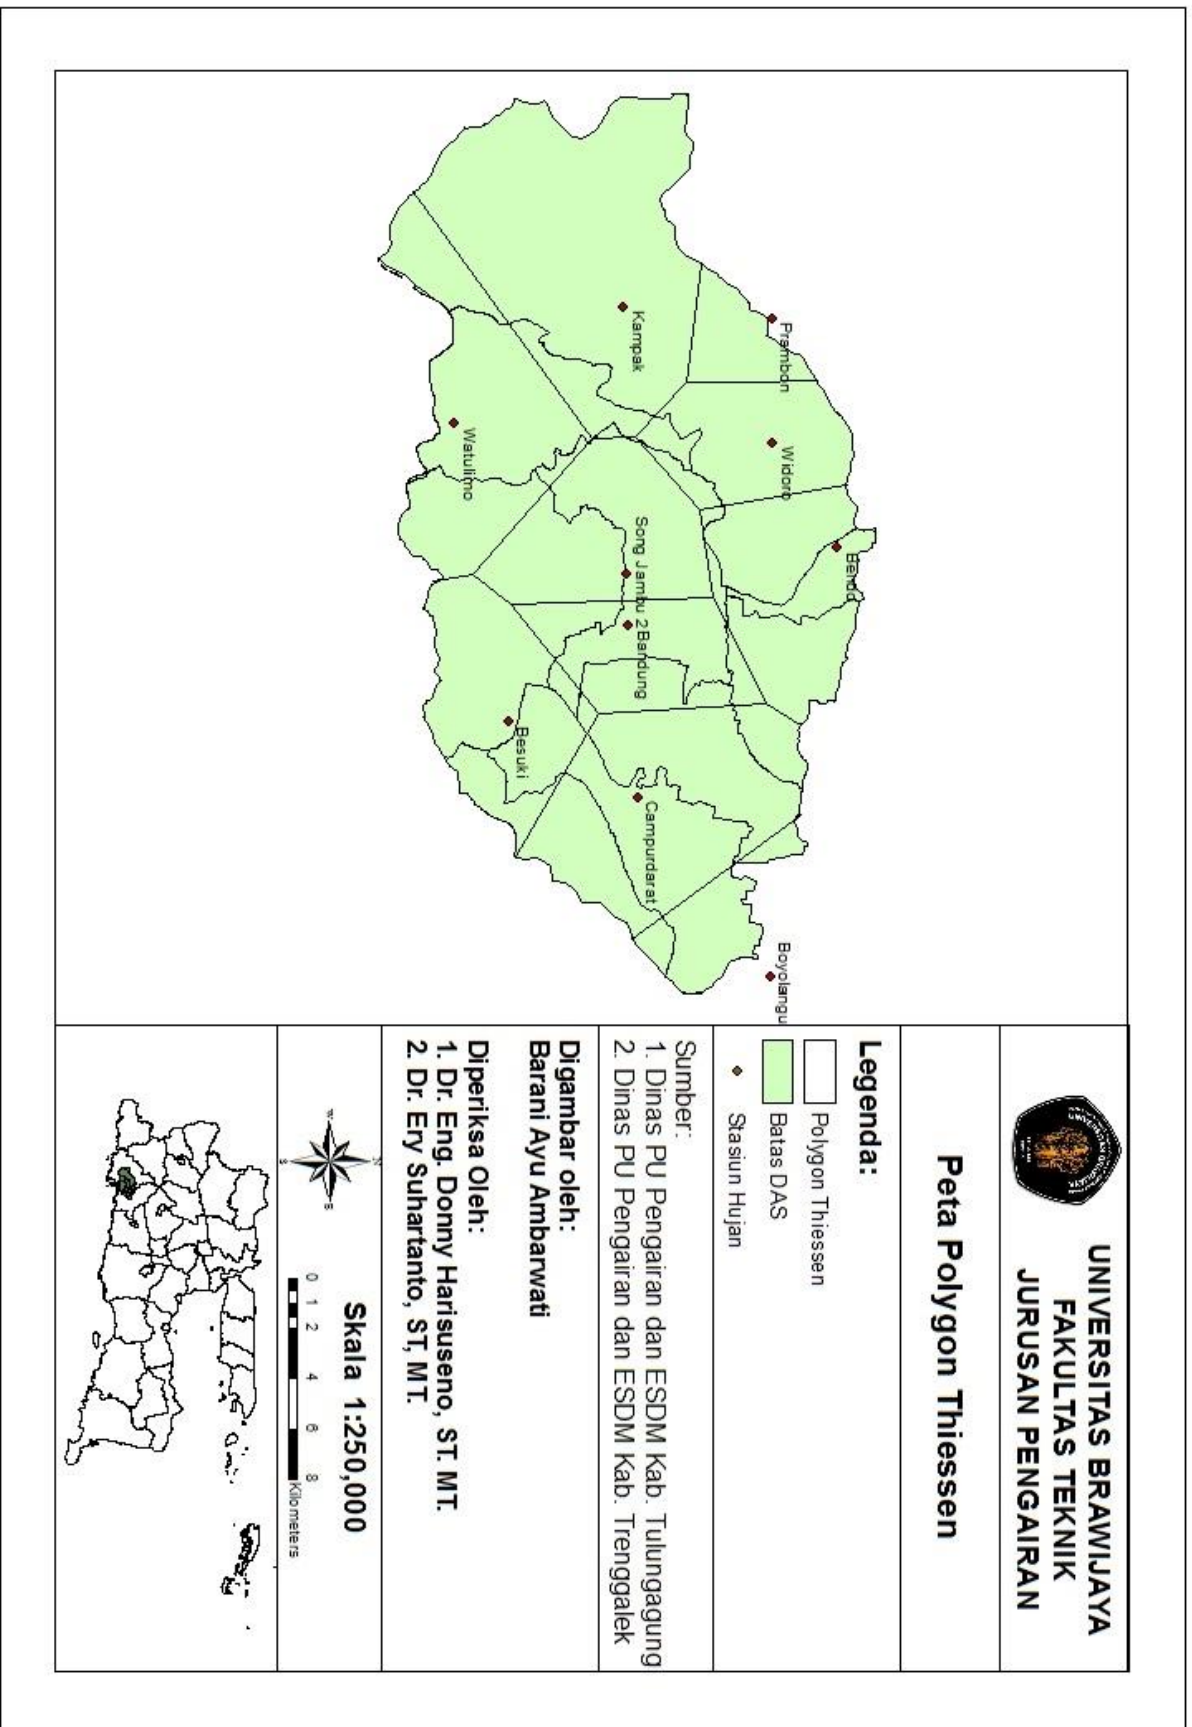 Prambon
Bendo
Widoro
Boyolangu
Kampak
Song Jambu 2
Bandung
Campurdarat
Watulimo
Besuki
UNIVERSITAS BRAWIJAYA
FAKULTAS TEKNIK
JURUSAN PENGAIRAN
Peta Polygon Thiessen
Legenda:
Polygon Thiessen
Batas DAS
Stasiun Hujan
Sumber:
1. Dinas PU Pengairan dan ESDM Kab. Tulungagung
2. Dinas PU Pengairan dan ESDM Kab. Trenggalek
Digambar oleh:
Barani Ayu Ambarwati
Diperiksa Oleh:
1. Dr. Eng. Donny Harisuseno, ST. MT.
2. Dr. Ery Suhartanto, ST, MT.
N
W
E
S
Skala 1:250,000
0 1 2 4 6 8
Kilometers